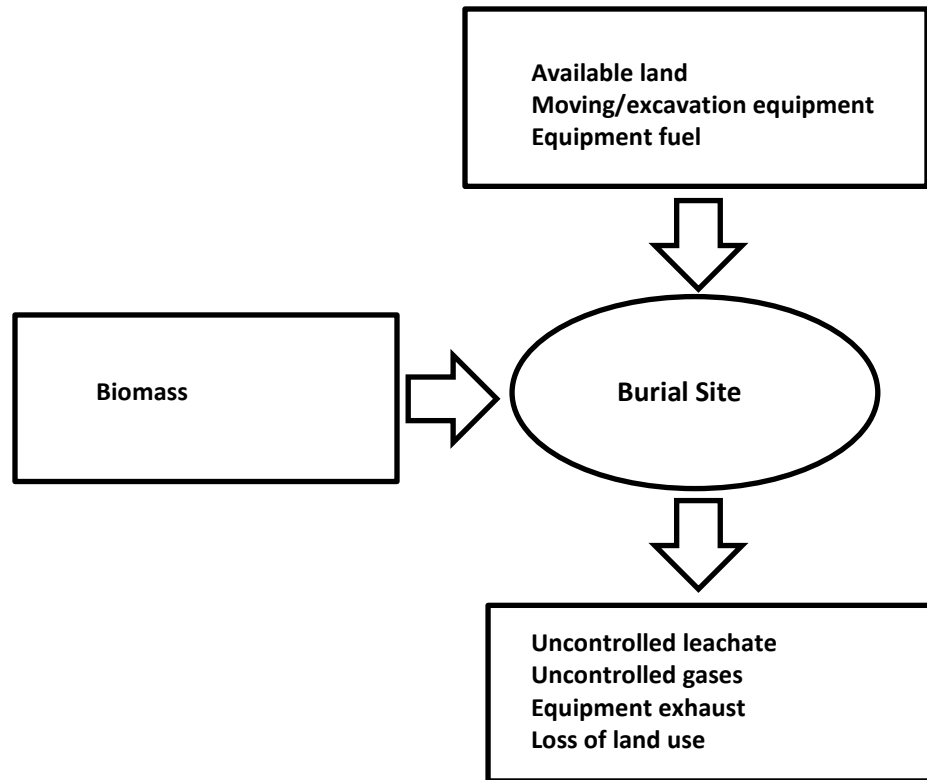 Available land
Moving/excavation equipment
Equipment fuel
Biomass
Burial Site
Uncontrolled leachate
Uncontrolled gases
Equipment exhaust
Loss of land use